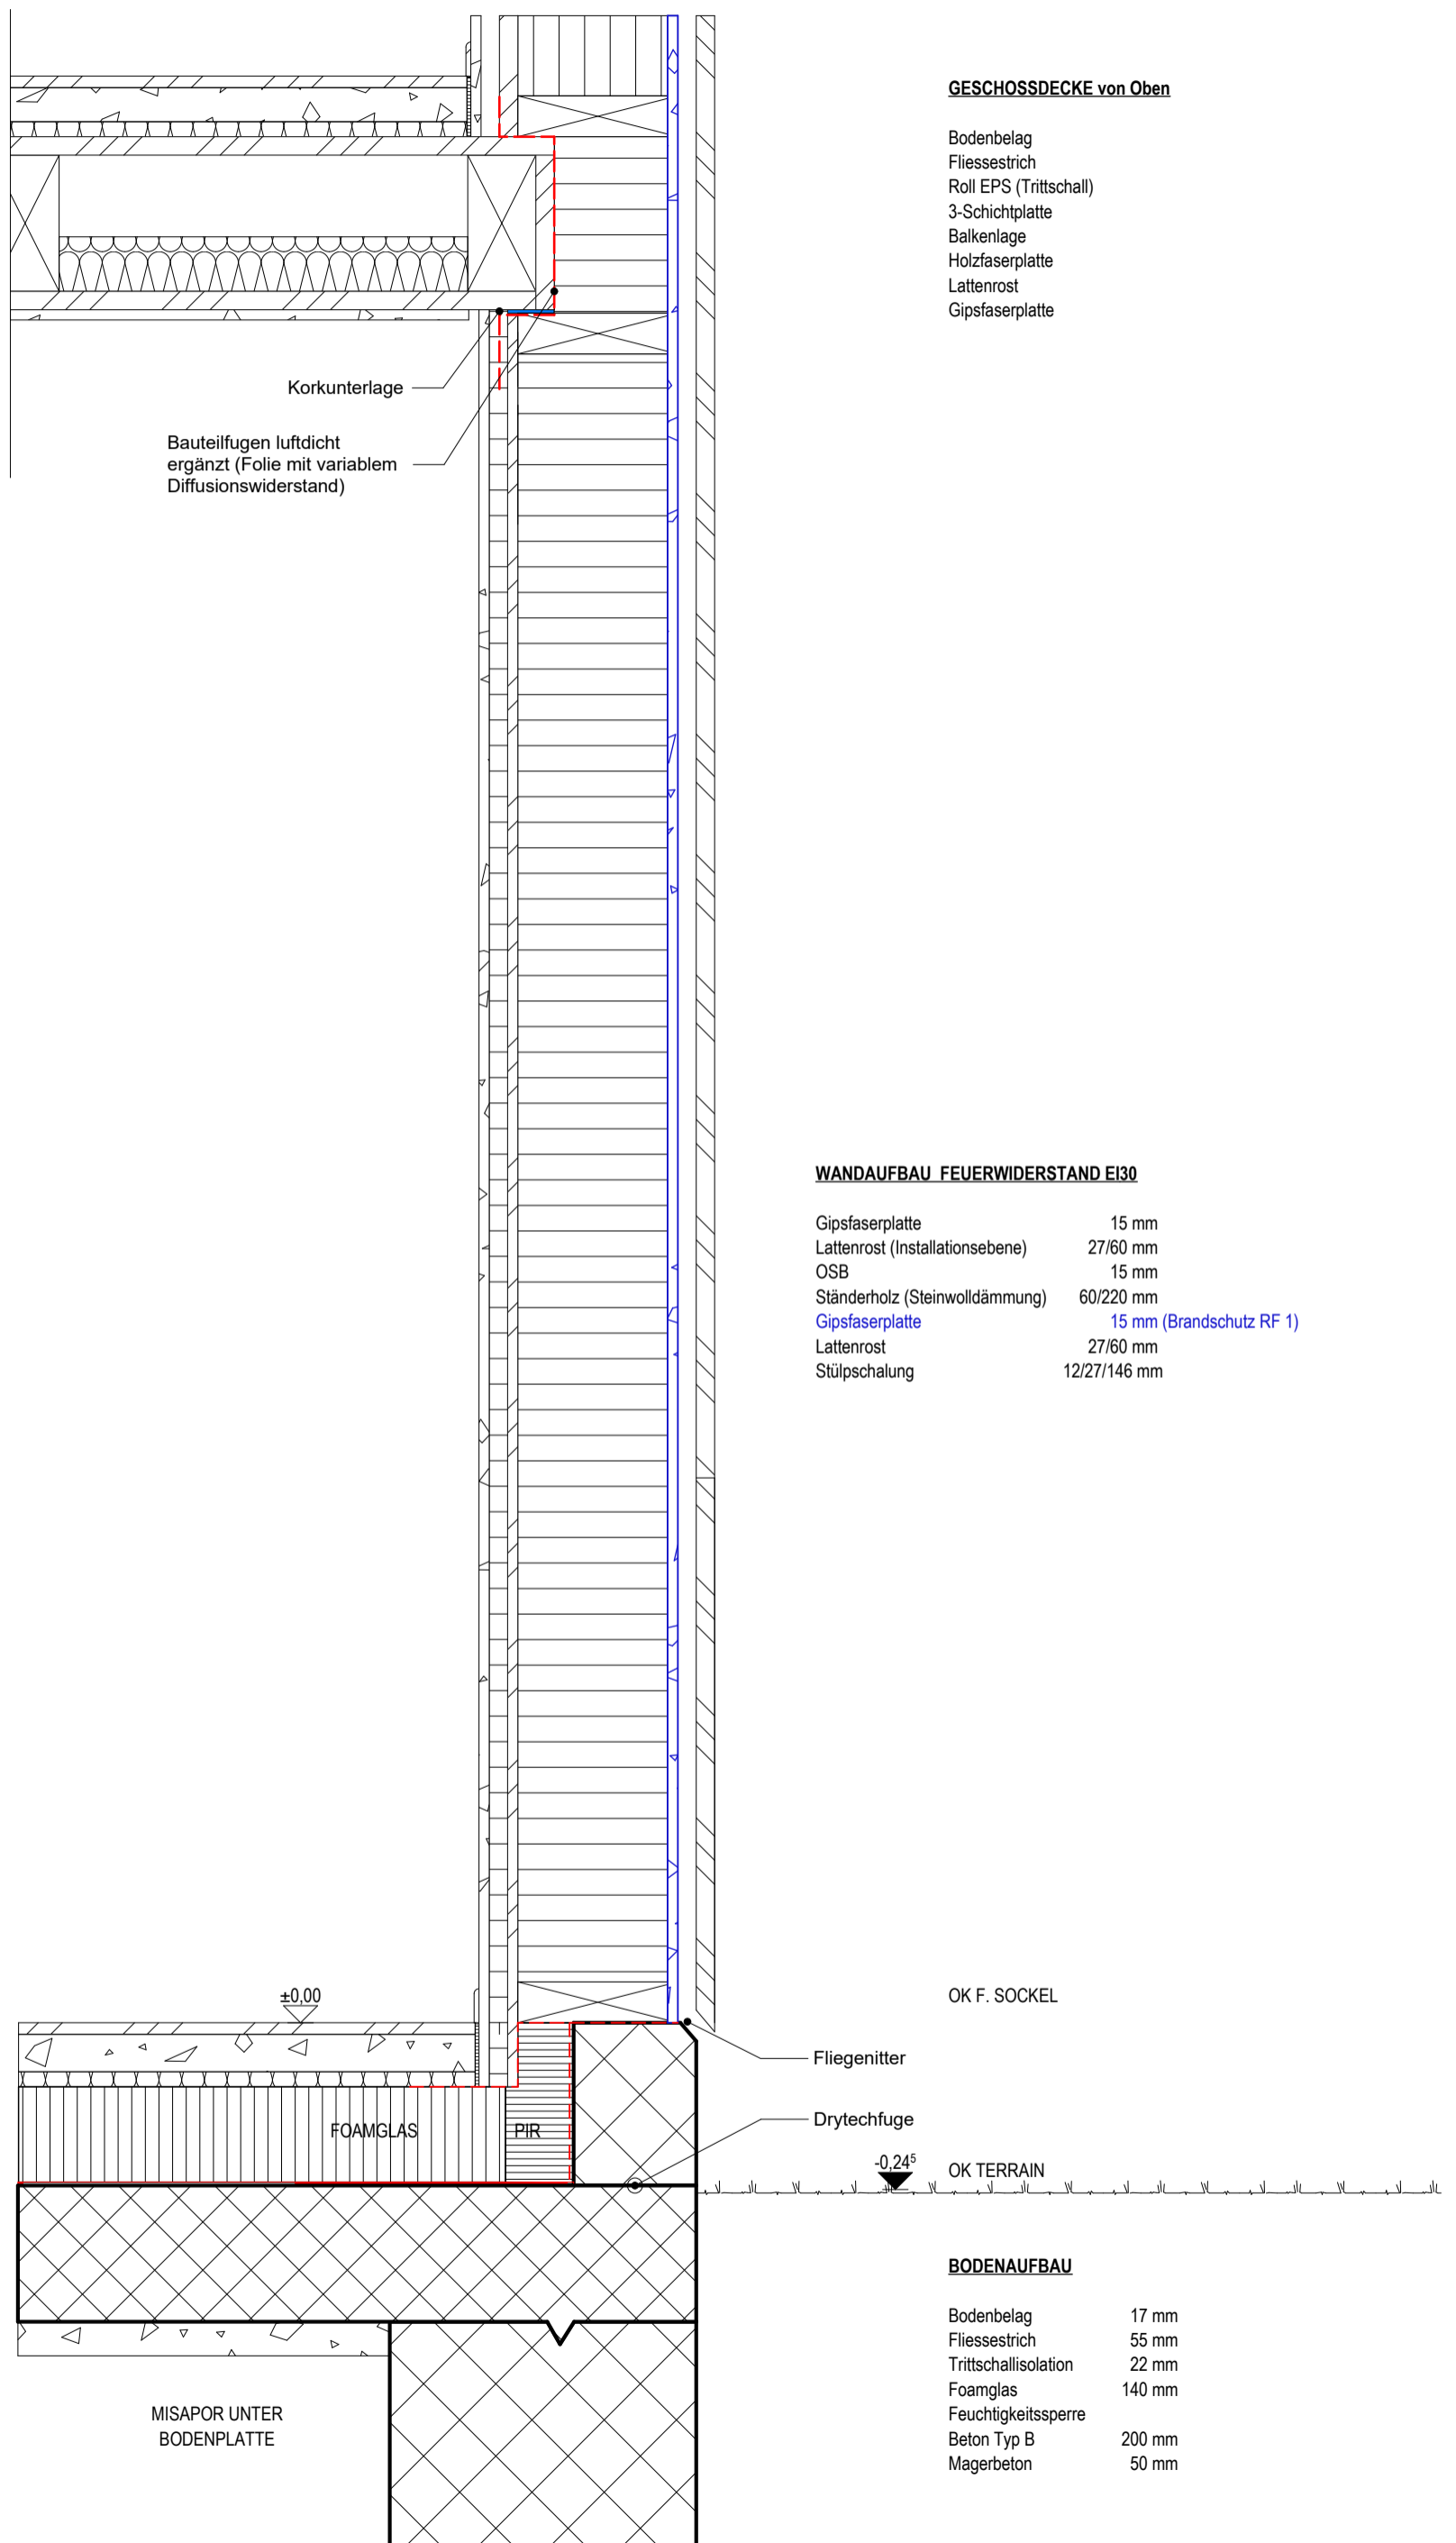 GESCHOSSDECKE von Oben
Bodenbelag
Fliessestrich
Roll EPS (Trittschall)
3-Schichtplatte
Balkenlage
Holzfaserplatte
Lattenrost
Gipsfaserplatte
Korkunterlage
Bauteilfugen luftdicht
ergänzt (Folie mit variablem
Diffusionswiderstand)
WANDAUFBAU FEUERWIDERSTAND EI30
Gipsfaserplatte 15 mm
Lattenrost (Installationsebene) 27/60 mm
OSB 15 mm
Ständerholz (Steinwolldämmung) 60/220 mm
Gipsfaserplatte 15 mm (Brandschutz RF 1)
Lattenrost 27/60 mm
Stülpschalung 12/27/146 mm
±0,00
OK F. SOCKEL
Fliegenitter
Drytechfuge
FOAMGLAS PIR
-0,24⁵
OK TERRAIN
BODENAUFBAU
Bodenbelag 17 mm
Fliessestrich 55 mm
Trittschallisolation 22 mm
Foamglas 140 mm
Feuchtigkeitssperre
Beton Typ B 200 mm
Magerbeton 50 mm
MISAPOR UNTER
BODENPLATTE